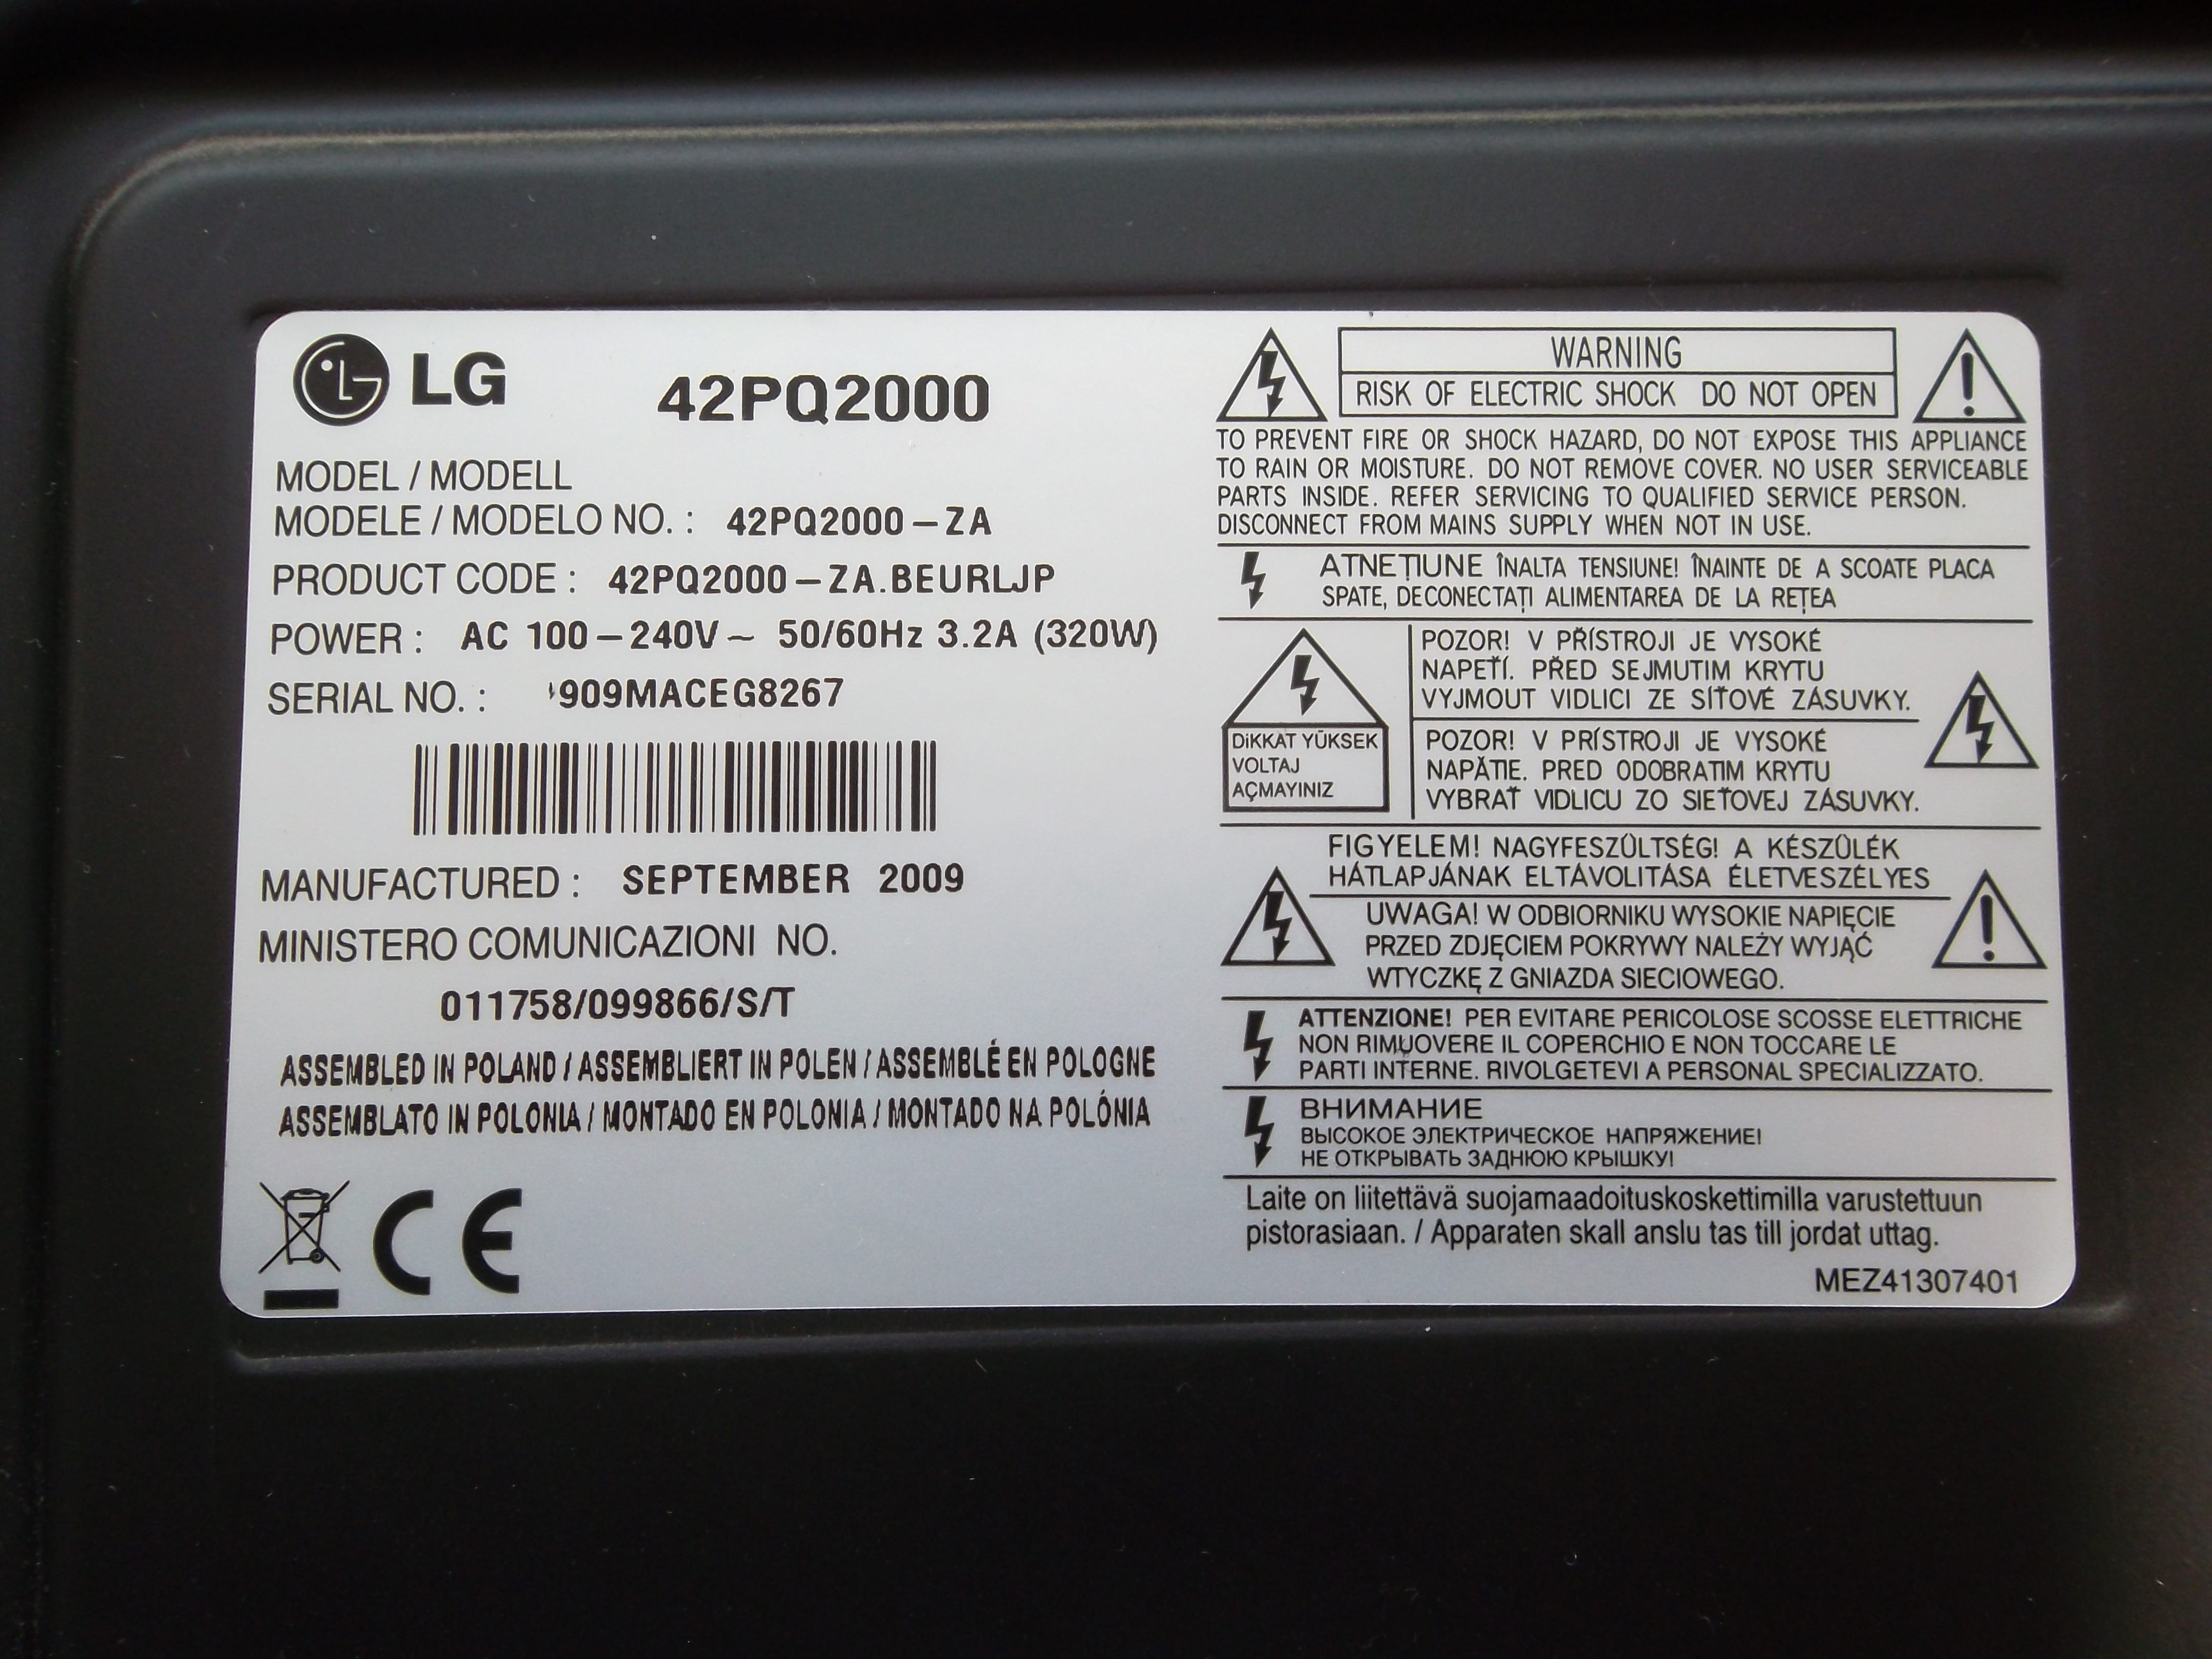 LG 42PQ2000
MODEL / MODELL
MODELE / MODELO NO. : 42PQ2000-ZA
PRODUCT CODE : 42PQ2000-ZA.BEURLJP
POWER : AC 100-240V~ 50/60Hz 3.2A (320W)
SERIAL NO. : 909MACEG8267
MANUFACTURED : SEPTEMBER 2009
MINISTERO COMUNICAZIONI NO.
011758/099866/S/T
ASSEMBLED IN POLAND / ASSEMBLIERT IN POLEN / ASSEMBLÉ EN POLOGNE
ASSEMBLATO IN POLONIA / MONTADO EN POLONIA / MONTADO NA POLÓNIA
CE
WARNING
RISK OF ELECTRIC SHOCK DO NOT OPEN
TO PREVENT FIRE OR SHOCK HAZARD, DO NOT EXPOSE THIS APPLIANCE
TO RAIN OR MOISTURE. DO NOT REMOVE COVER. NO USER SERVICEABLE
PARTS INSIDE. REFER SERVICING TO QUALIFIED SERVICE PERSON.
DISCONNECT FROM MAINS SUPPLY WHEN NOT IN USE.
ATNEȚIUNE ÎNALTA TENSIUNE! ÎNAINTE DE A SCOATE PLACA
SPATE, DECONECTAȚI ALIMENTAREA DE LA REȚEA
DiKKAT YÜKSEK
VOLTAJ
AÇMAYINIZ
POZOR! V PŘÍSTROJI JE VYSOKÉ
NAPEŤÍ. PŘED SEJMUTIM KRYTU
VYJMOUT VIDLICI ZE SÍŤOVÉ ZÁSUVKY.
POZOR! V PRÍSTROJI JE VYSOKÉ
NAPÄTIE. PRED ODOBRATIM KRYTU
VYBRAŤ VIDLICU ZO SIEŤOVEJ ZÁSUVKY.
FIGYELEM! NAGYFESZÜLTSÉG! A KÉSZÜLÉK
HÁTLAPJÁNAK ELTÁVOLITÁSA ÉLETVESZÉLYES
UWAGA! W ODBIORNIKU WYSOKIE NAPIĘCIE
PRZED ZDJĘCIEM POKRYWY NALEŻY WYJĄĆ
WTYCZKĘ Z GNIAZDA SIECIOWEGO.
ATTENZIONE! PER EVITARE PERICOLOSE SCOSSE ELETTRICHE
NON RIMUOVERE IL COPERCHIO E NON TOCCARE LE
PARTI INTERNE. RIVOLGETEVI A PERSONAL SPECIALIZZATO.
ВНИМАНИЕ
ВЫСОКОЕ ЭЛЕКТРИЧЕСКОЕ НАПРЯЖЕНИЕ!
НЕ ОТКРЫВАТЬ ЗАДНЮЮ КРЫШКУ!
Laite on liitettävä suojamaadoituskoskettimilla varustettuun
pistorasiaan. / Apparaten skall anslu tas till jordat uttag.
MEZ41307401